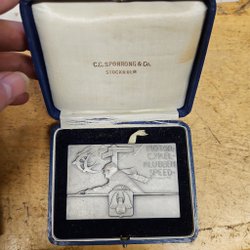 C.C. SPORRONG & Co.
STOCKHOLM
MOTOR
CYKEL-
KLUBBEN
SPEED-